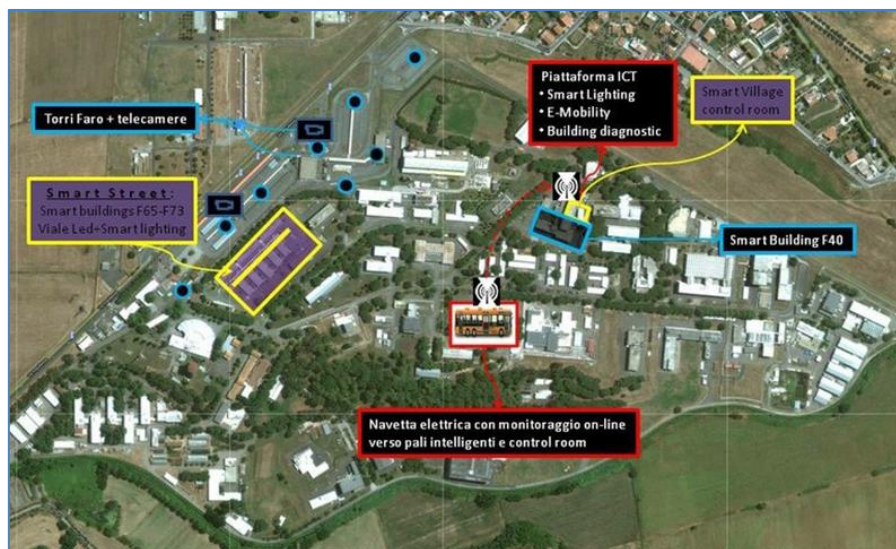 Piattaforma ICT
• Smart Lighting
• E-Mobility
• Building diagnostic
Smart Village
control room
Torri Faro + telecamere
Smart Street:
Smart buildings F65-F73
Viale Led+Smart lighting
Smart Building F40
Navetta elettrica con monitoraggio on-line
verso pali intelligenti e control room